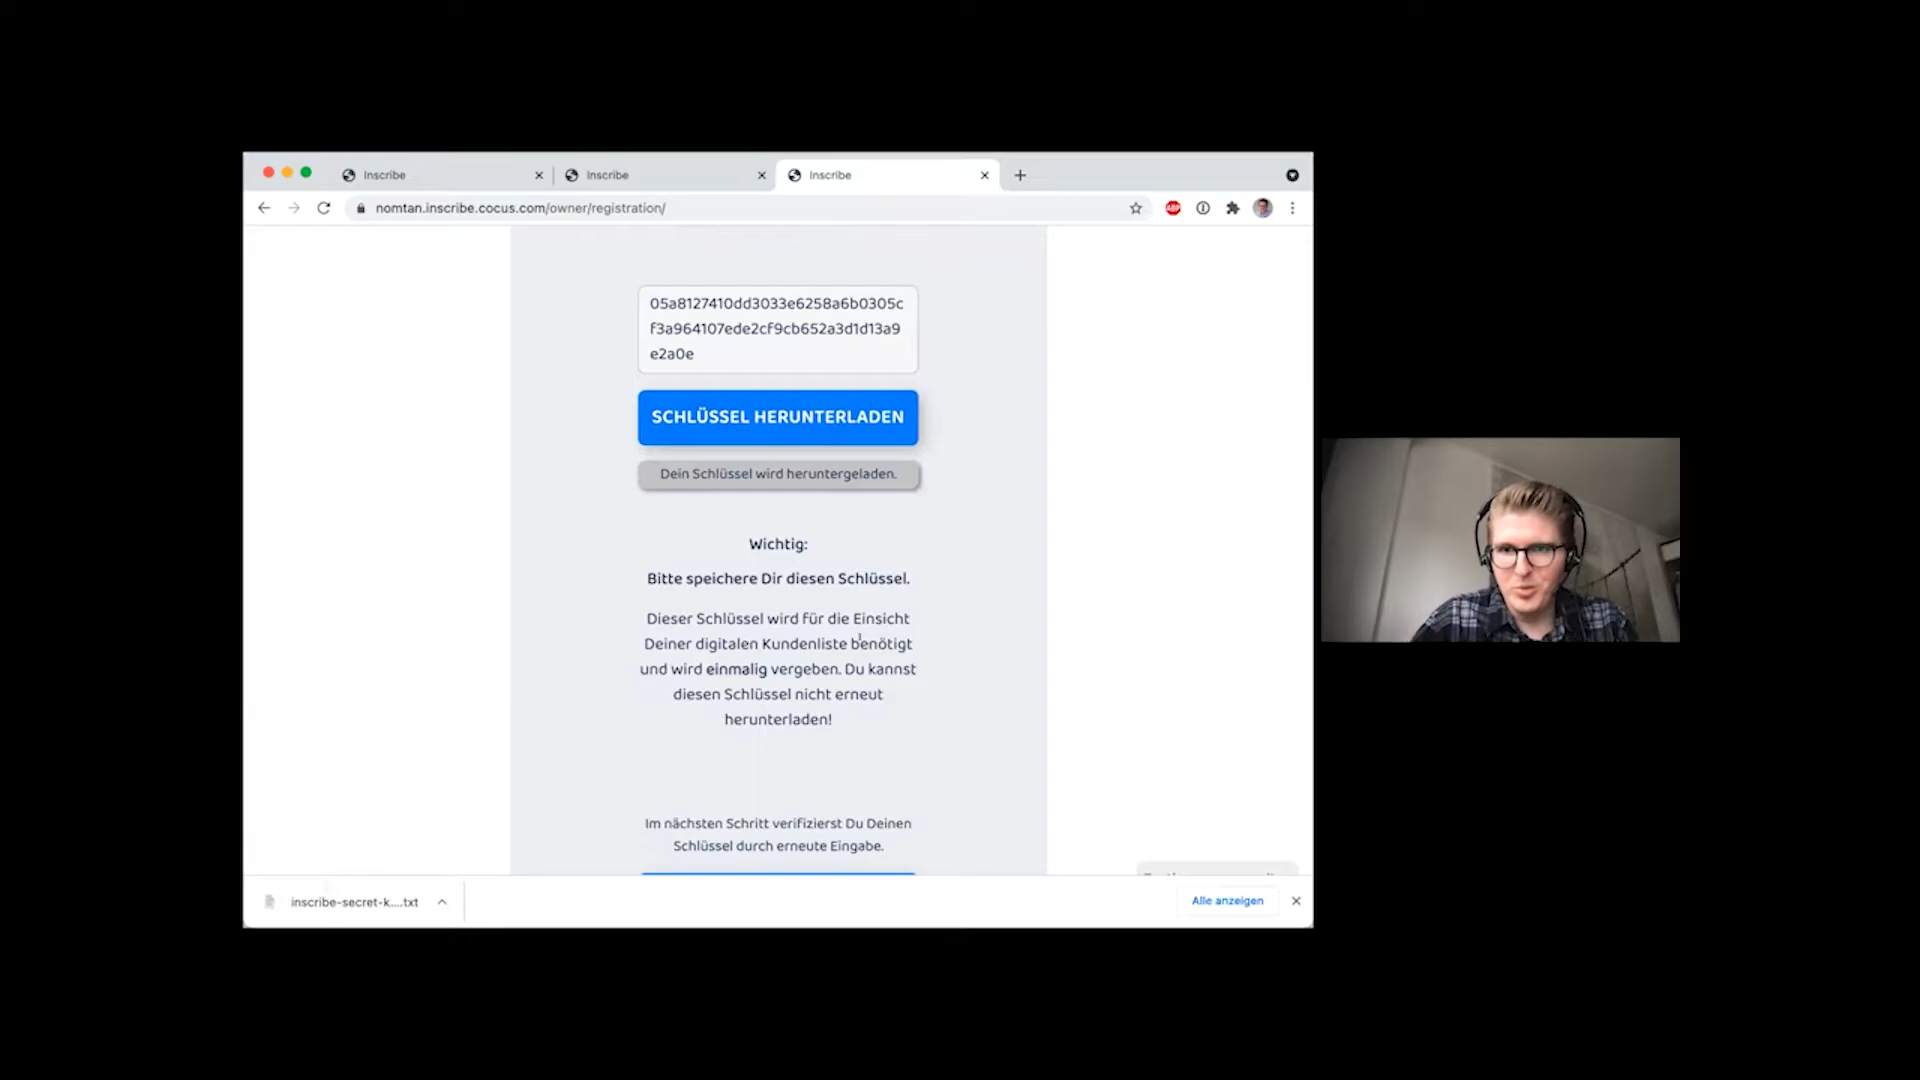 Inscribe
Inscribe
Inscribe
nomtan.inscribe.cocus.com/owner/registration/
ABP
05a8127410dd3033e6258a6b0305c
f3a964107ede2cf9cb652a3d1d13a9
e2a0e
SCHLÜSSEL HERUNTERLADEN
Dein Schlüssel wird heruntergeladen.
Wichtig:
Bitte speichere Dir diesen Schlüssel.
Dieser Schlüssel wird für die Einsicht
Deiner digitalen Kundenliste benötigt
und wird einmalig vergeben. Du kannst
diesen Schlüssel nicht erneut
herunterladen!
Im nächsten Schritt verifizierst Du Deinen
Schlüssel durch erneute Eingabe.
inscribe-secret-k....txt
Alle anzeigen